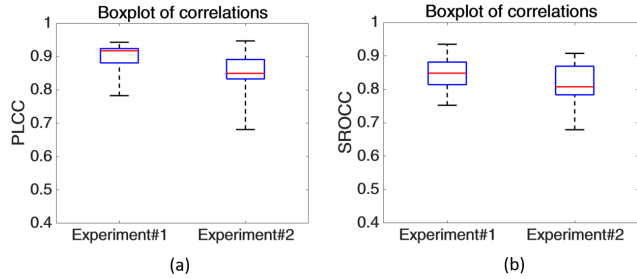 Boxplot of correlations
1
0.9
0.8
0.7
0.6
0.5
0.4
PLCC
Experiment#1 Experiment#2
(a)
Boxplot of correlations
1
0.9
0.8
0.7
0.6
0.5
0.4
SROCC
Experiment#1 Experiment#2
(b)